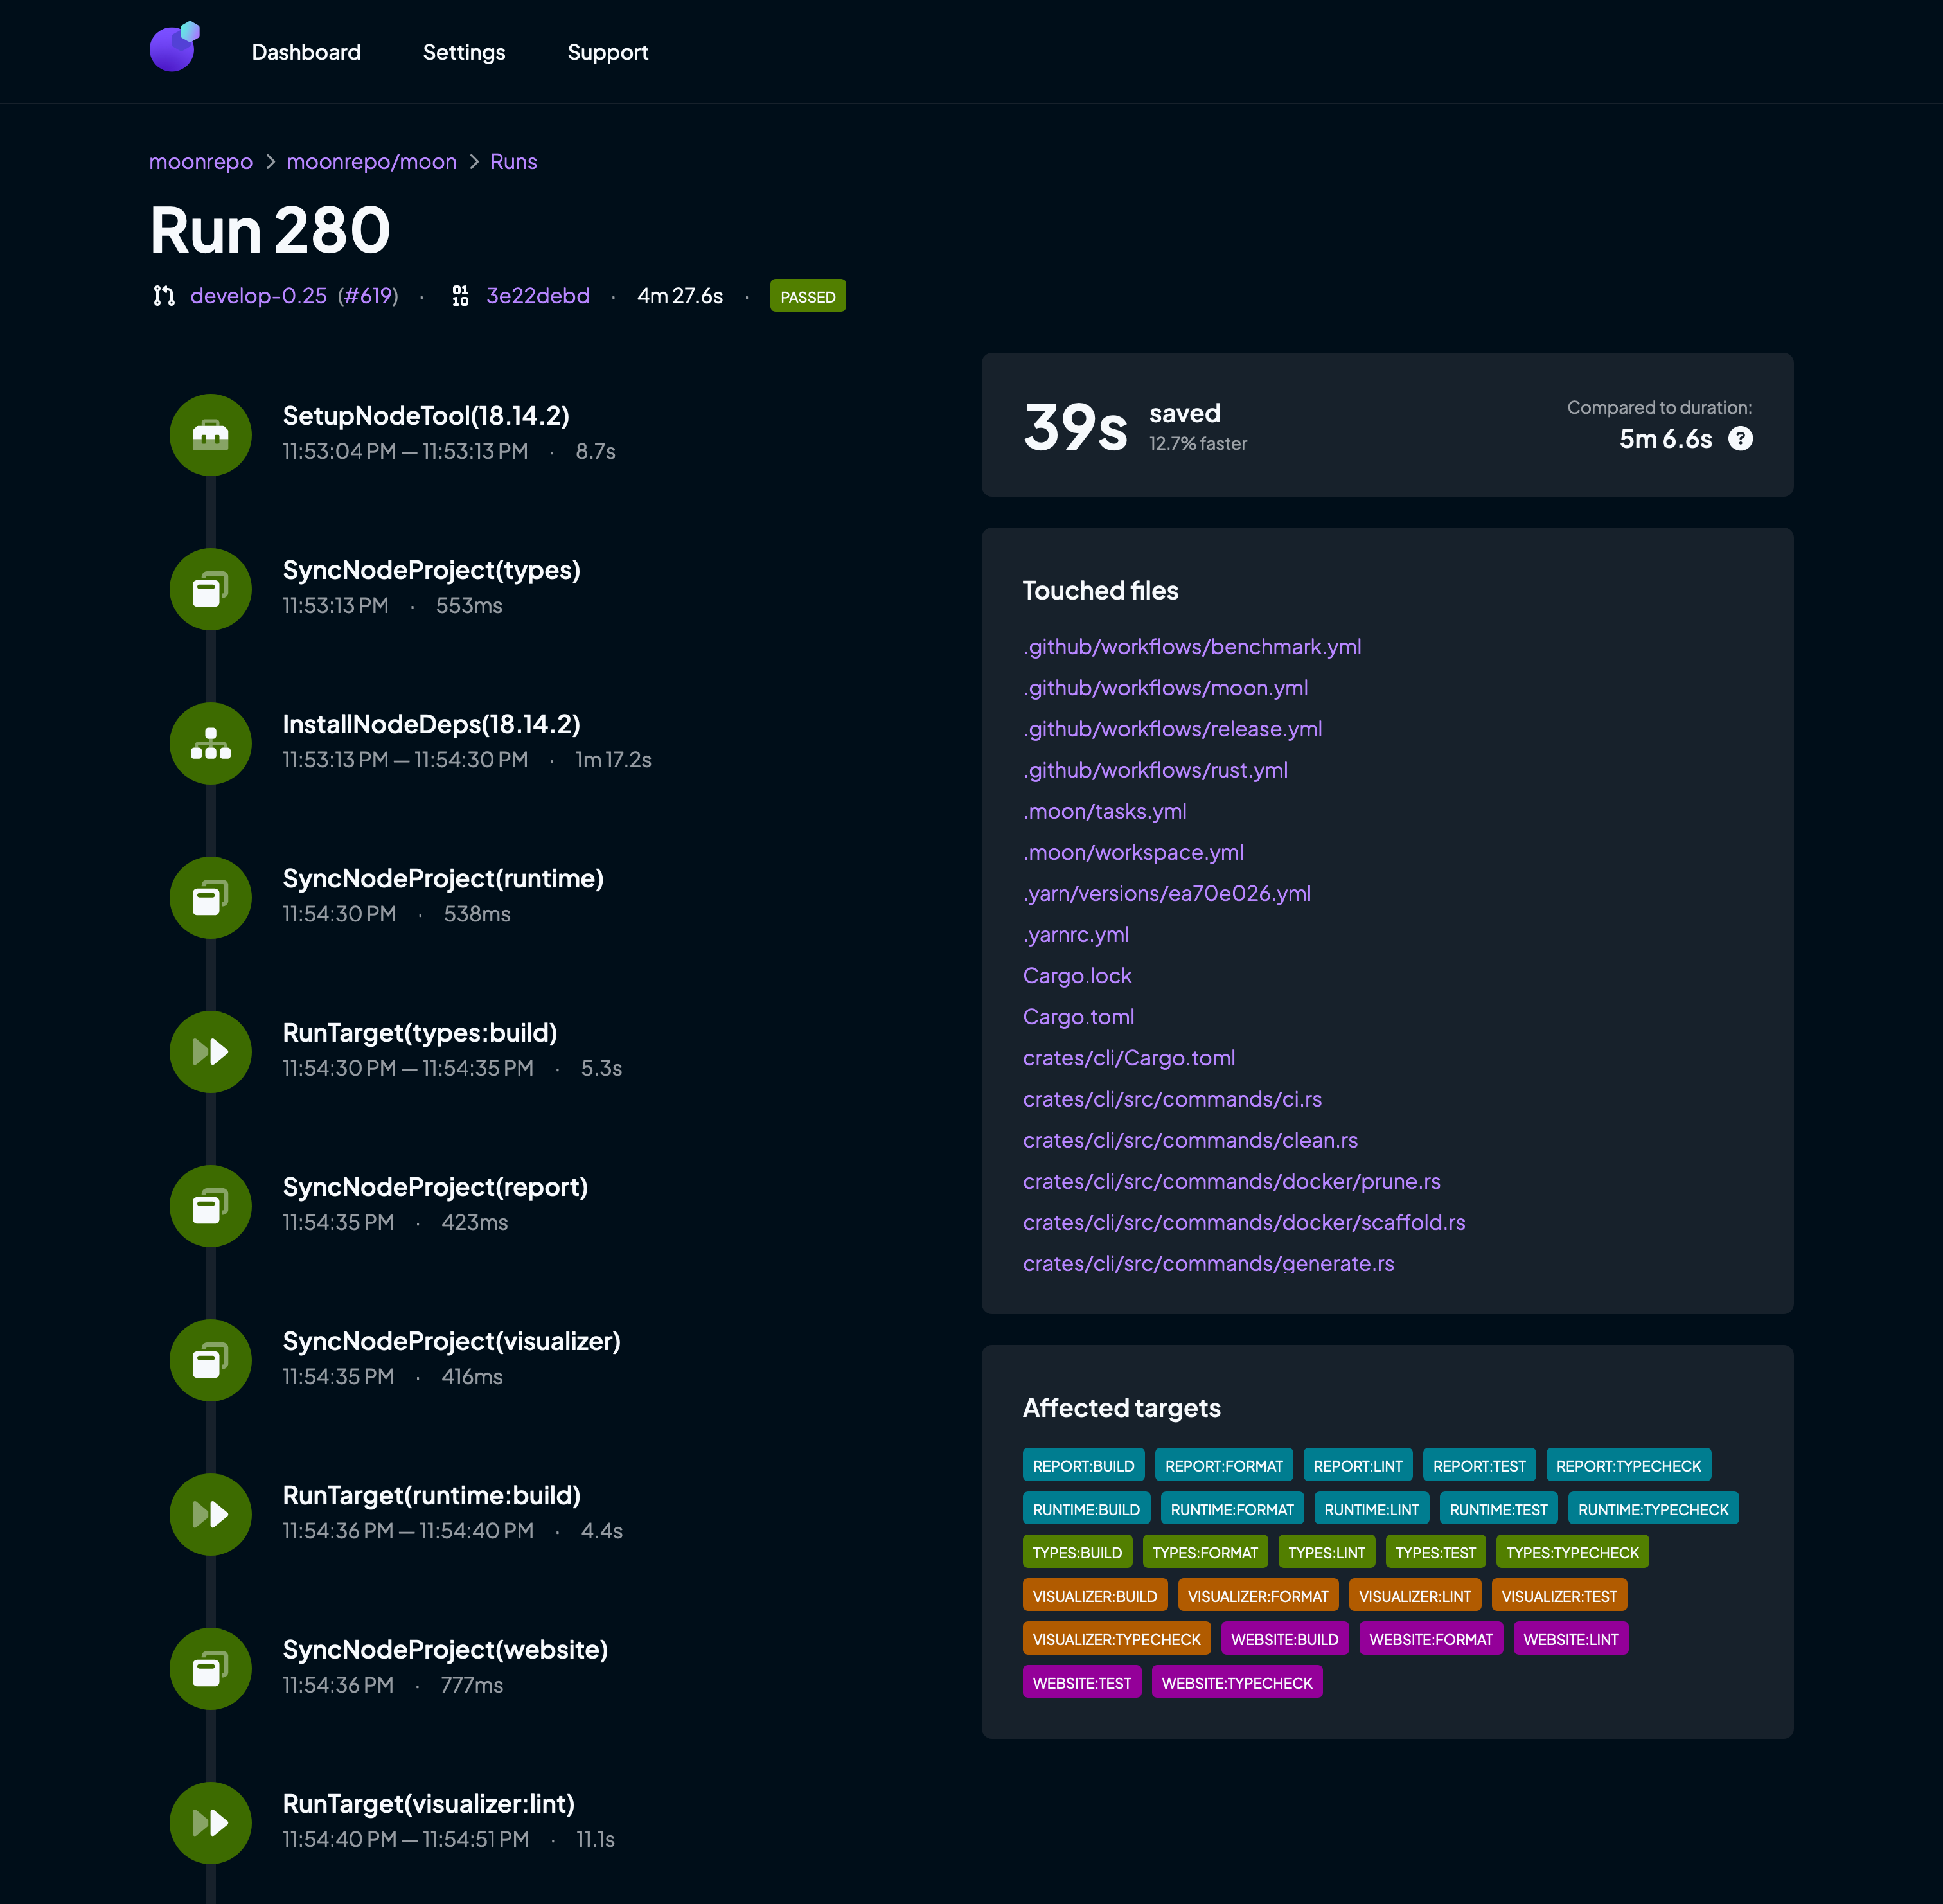 Dashboard Settings Support
moonrepo > moonrepo/moon > Runs
Run 280
develop-0.25 (#619) · 3e22debd · 4m 27.6s · PASSED
SetupNodeTool(18.14.2)
11:53:04 PM — 11:53:13 PM · 8.7s
SyncNodeProject(types)
11:53:13 PM · 553ms
InstallNodeDeps(18.14.2)
11:53:13 PM — 11:54:30 PM · 1m 17.2s
SyncNodeProject(runtime)
11:54:30 PM · 538ms
RunTarget(types:build)
11:54:30 PM — 11:54:35 PM · 5.3s
SyncNodeProject(report)
11:54:35 PM · 423ms
SyncNodeProject(visualizer)
11:54:35 PM · 416ms
RunTarget(runtime:build)
11:54:36 PM — 11:54:40 PM · 4.4s
SyncNodeProject(website)
11:54:36 PM · 777ms
RunTarget(visualizer:lint)
11:54:40 PM — 11:54:51 PM · 11.1s
39s saved
12.7% faster
Compared to duration:
5m 6.6s ?
Touched files
.github/workflows/benchmark.yml
.github/workflows/moon.yml
.github/workflows/release.yml
.github/workflows/rust.yml
.moon/tasks.yml
.moon/workspace.yml
.yarn/versions/ea70e026.yml
.yarnrc.yml
Cargo.lock
Cargo.toml
crates/cli/Cargo.toml
crates/cli/src/commands/ci.rs
crates/cli/src/commands/clean.rs
crates/cli/src/commands/docker/prune.rs
crates/cli/src/commands/docker/scaffold.rs
crates/cli/src/commands/generate.rs
Affected targets
REPORT:BUILD REPORT:FORMAT REPORT:LINT REPORT:TEST REPORT:TYPECHECK
RUNTIME:BUILD RUNTIME:FORMAT RUNTIME:LINT RUNTIME:TEST RUNTIME:TYPECHECK
TYPES:BUILD TYPES:FORMAT TYPES:LINT TYPES:TEST TYPES:TYPECHECK
VISUALIZER:BUILD VISUALIZER:FORMAT VISUALIZER:LINT VISUALIZER:TEST
VISUALIZER:TYPECHECK WEBSITE:BUILD WEBSITE:FORMAT WEBSITE:LINT
WEBSITE:TEST WEBSITE:TYPECHECK